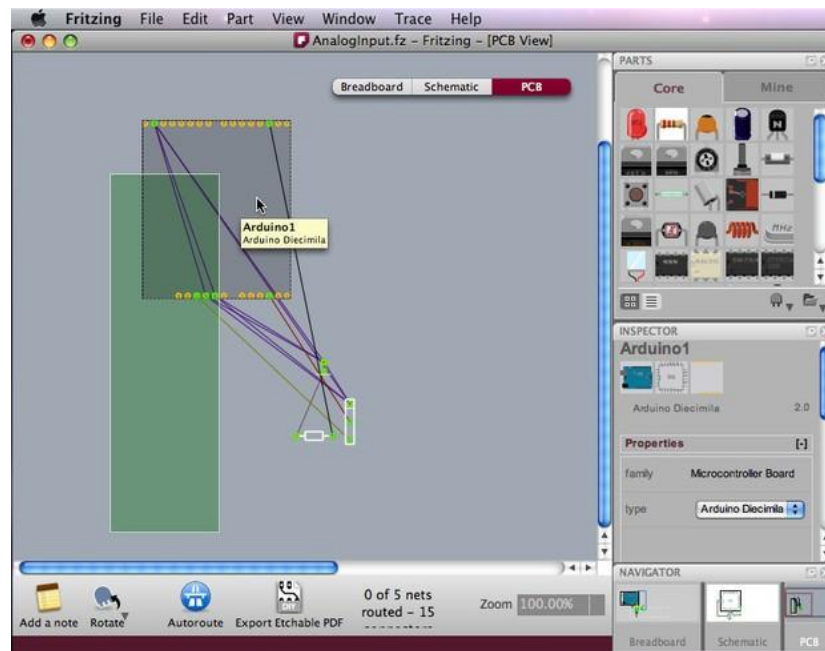 Fritzing File Edit Part View Window Trace Help
AnalogInput.fz – Fritzing – [PCB View]
Breadboard Schematic PCB
Arduino1
Arduino Diecimila
PARTS
Core Mine
N
MHz
INSPECTOR
Arduino1
Arduino Diecimila 2.0
Properties [-]
family Microcontroller Board
type Arduino Diecimila
NAVIGATOR
Breadboard Schematic PCB
Add a note Rotate Autoroute Export Etchable PDF
DIY
0 of 5 nets
routed – 15
Zoom 100.00%